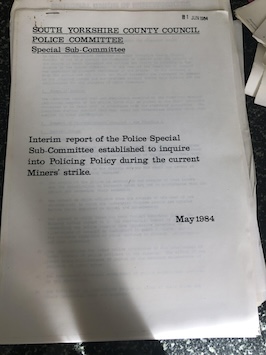 SOUTH YORKSHIRE COUNTY COUNCIL
POLICE COMMITTEE
Special Sub-Committee
Interim report of the Police Special
Sub-Committee established to inquire
into Policing Policy during the current
Miners' strike.
May 1984